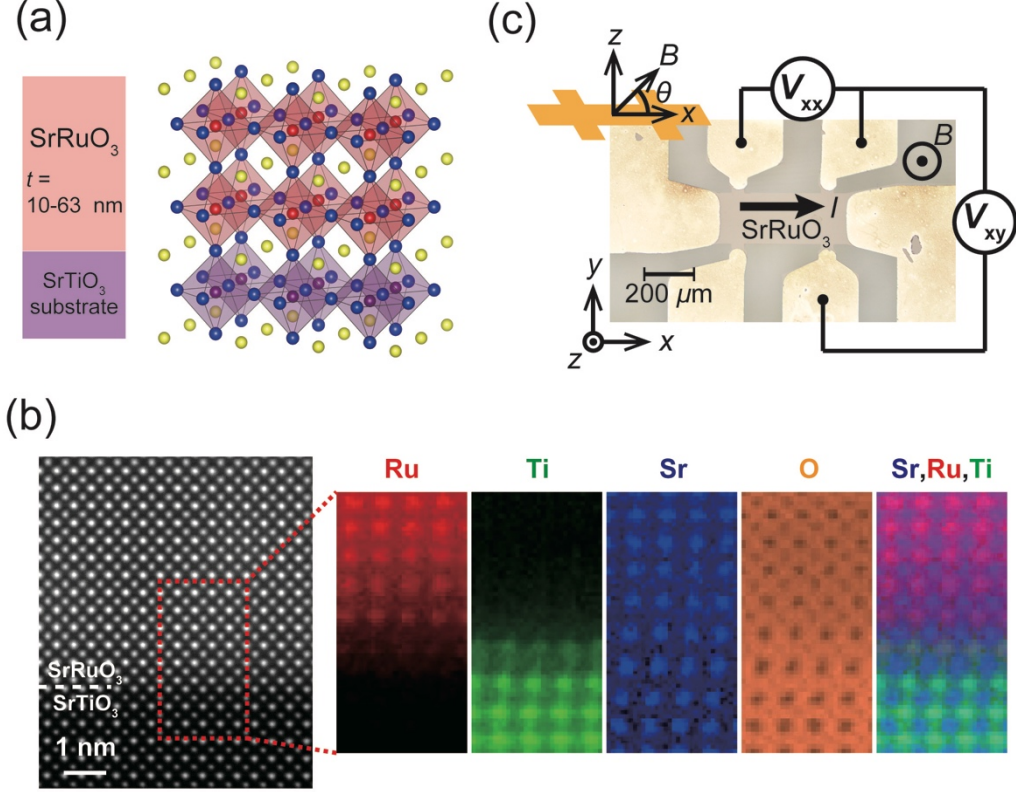 (a)
SrRuO₃
t =
10-63 nm
SrTiO₃
substrate
(c)
z
B
θ
x
Vxx
B
Vxy
I
SrRuO₃
200 μm
y
z
x
(b)
SrRuO₃
SrTiO₃
1 nm
Ru
Ti
Sr
O
Sr,Ru,Ti